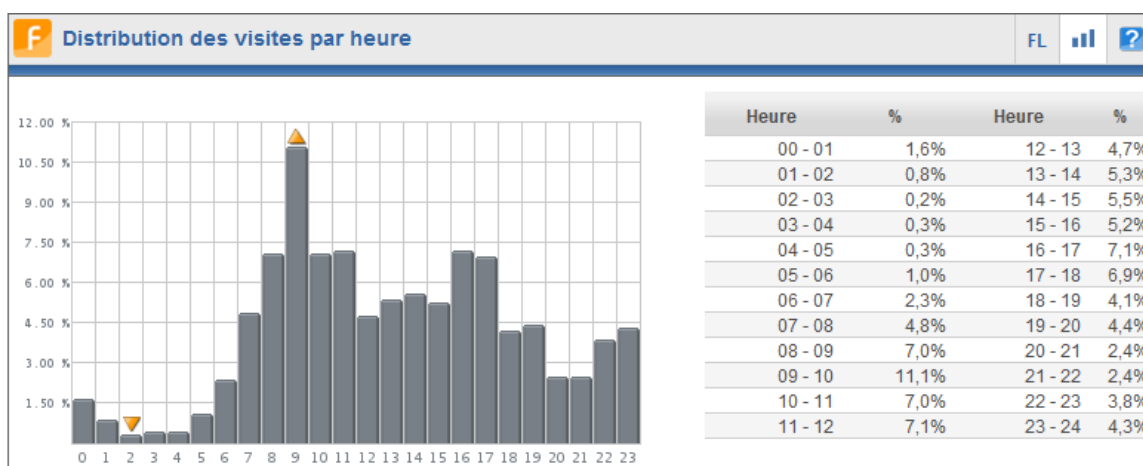 F Distribution des visites par heure FL ?
12.00 %
10.50 %
9.00 %
7.50 %
6.00 %
4.50 %
3.00 %
1.50 %
0 1 2 3 4 5 6 7 8 9 10 11 12 13 14 15 16 17 18 19 20 21 22 23
Heure % Heure %
00 - 01 1,6% 12 - 13 4,7%
01 - 02 0,8% 13 - 14 5,3%
02 - 03 0,2% 14 - 15 5,5%
03 - 04 0,3% 15 - 16 5,2%
04 - 05 0,3% 16 - 17 7,1%
05 - 06 1,0% 17 - 18 6,9%
06 - 07 2,3% 18 - 19 4,1%
07 - 08 4,8% 19 - 20 4,4%
08 - 09 7,0% 20 - 21 2,4%
09 - 10 11,1% 21 - 22 2,4%
10 - 11 7,0% 22 - 23 3,8%
11 - 12 7,1% 23 - 24 4,3%